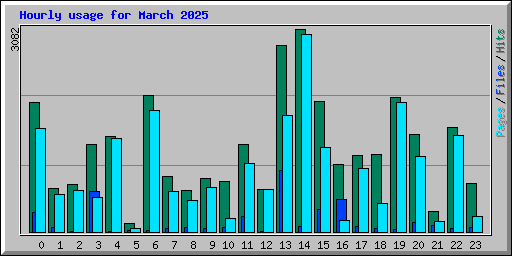 Hourly usage for March 2025
3082
Pages/Files/Hits
0 1 2 3 4 5 6 7 8 9 10 11 12 13 14 15 16 17 18 19 20 21 22 23